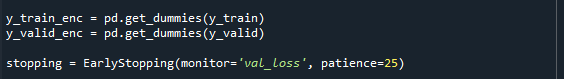 y_train_enc = pd.get_dummies(y_train)
y_valid_enc = pd.get_dummies(y_valid)
stopping = EarlyStopping(monitor='val_loss', patience=25)